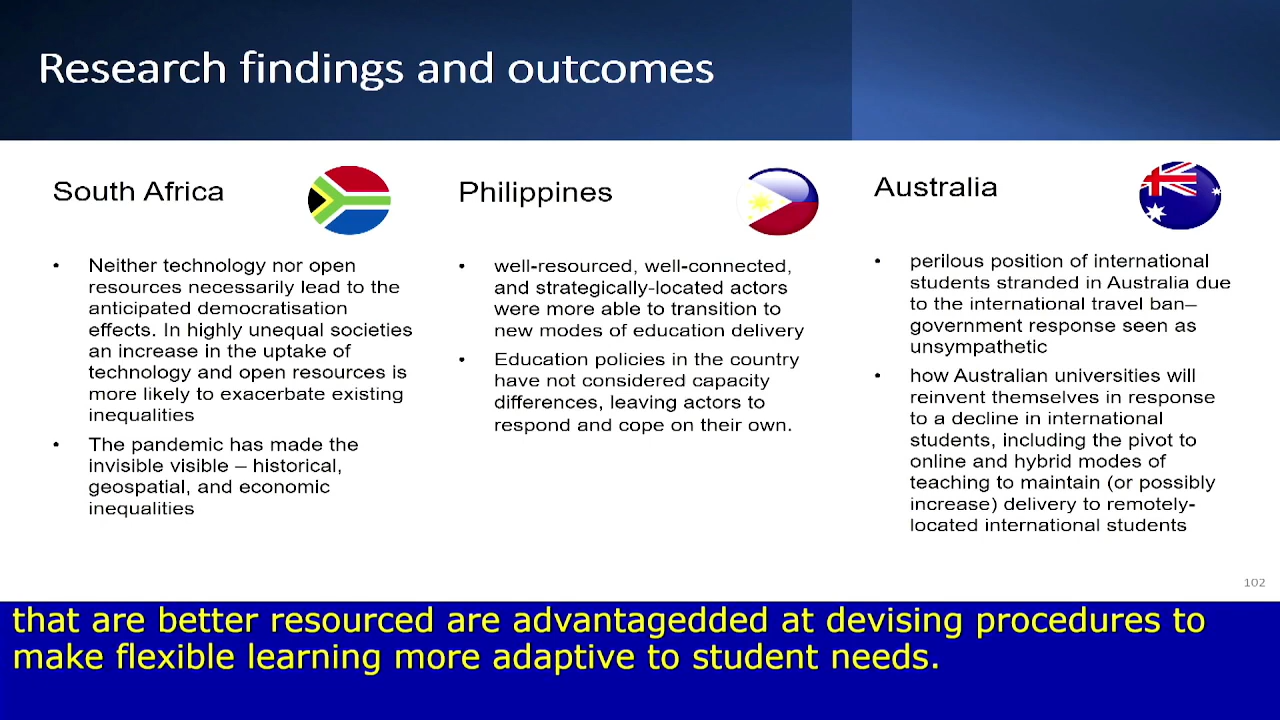 Research findings and outcomes
South Africa
• Neither technology nor open
resources necessarily lead to the
anticipated democratisation
effects. In highly unequal societies
an increase in the uptake of
technology and open resources is
more likely to exacerbate existing
inequalities
• The pandemic has made the
invisible visible – historical,
geospatial, and economic
inequalities
Philippines
• well-resourced, well-connected,
and strategically-located actors
were more able to transition to
new modes of education delivery
• Education policies in the country
have not considered capacity
differences, leaving actors to
respond and cope on their own.
Australia
• perilous position of international
students stranded in Australia due
to the international travel ban–
government response seen as
unsympathetic
• how Australian universities will
reinvent themselves in response
to a decline in international
students, including the pivot to
online and hybrid modes of
teaching to maintain (or possibly
increase) delivery to remotely-
located international students
102
that are better resourced are advantagedded at devising procedures to
make flexible learning more adaptive to student needs.